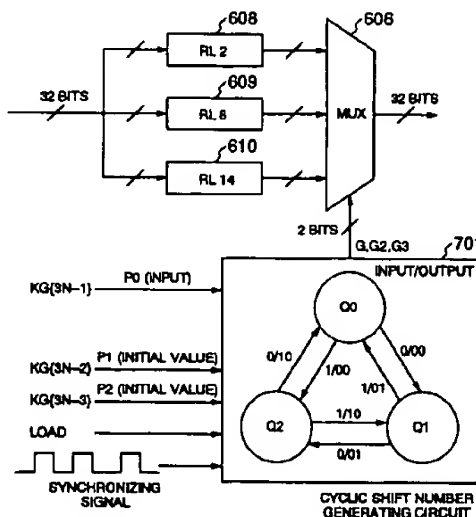 608
606
RL 2
609
32 BITS
RL 8
MUX
32 BITS
610
RL 14
2 BITS
G,G2,G3
701
INPUT/OUTPUT
KG{3N-1}
P0 (INPUT)
Q0
KG{3N-2}
P1 (INITIAL VALUE)
0/10
1/00
1/01
0/00
KG{3N-3}
P2 (INITIAL VALUE)
Q2
1/10
Q1
LOAD
0/01
SYNCHRONIZING
SIGNAL
CYCLIC SHIFT NUMBER
GENERATING CIRCUIT